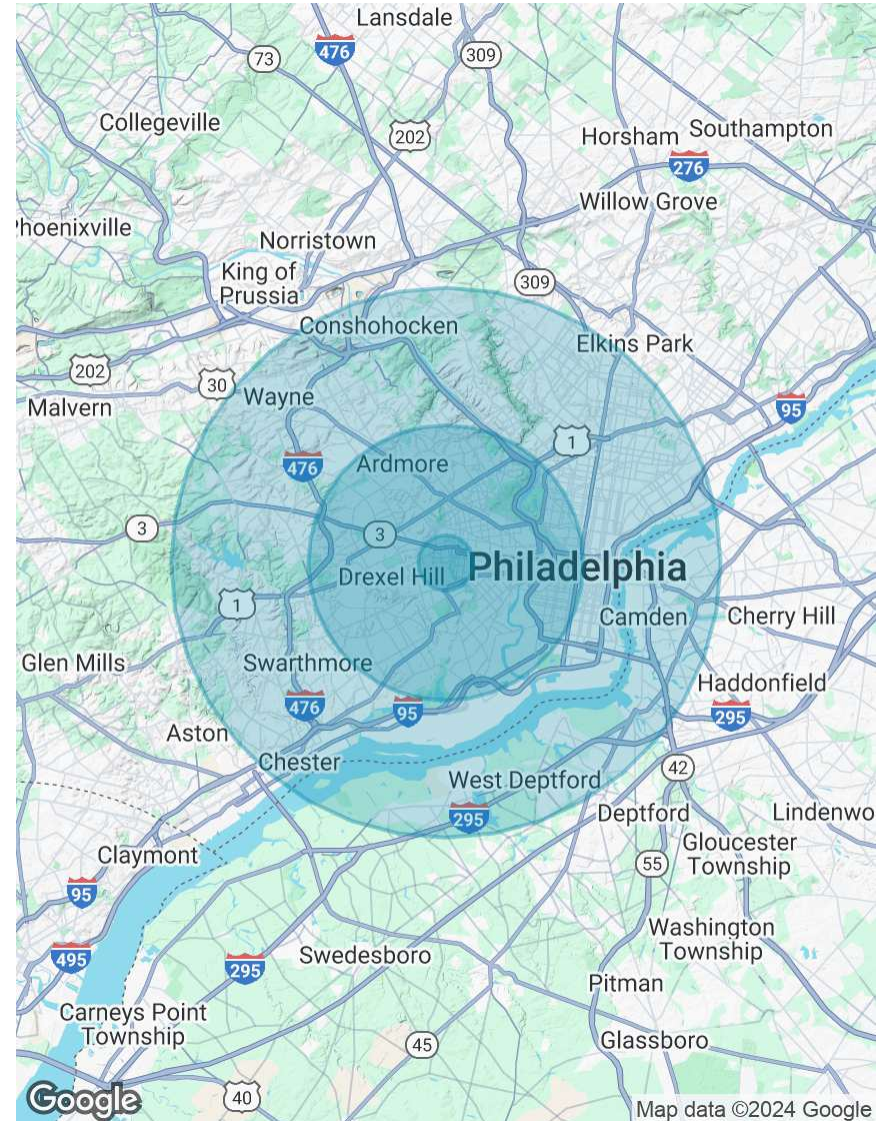 Lansdale
476
73
309
Collegeville
202
Horsham
Southampton
276
Willow Grove
Phoenixville
Norristown
King of
Prussia
309
Conshohocken
Elkins Park
202
30
Wayne
Malvern
95
1
Ardmore
476
3
3
Drexel Hill
Philadelphia
1
Camden
Cherry Hill
Glen Mills
Swarthmore
Haddonfield
476
95
295
Aston
Chester
42
West Deptford
295
Deptford
Lindenwo
Gloucester
Township
Claymont
55
95
Washington
Township
495
295
Swedesboro
Pitman
Carneys Point
Township
45
Glassboro
40
Google
Map data ©2024 Google